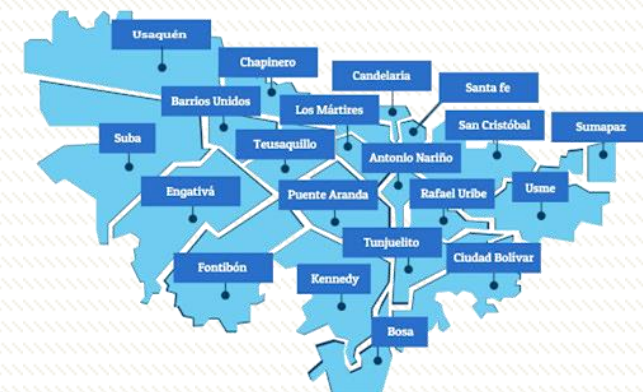 Usaquén
Chapinero
Candelaria
Santa fe
Barrios Unidos
Los Mártires
San Cristóbal
Sumapaz
Suba
Teusaquillo
Antonio Nariño
Engativá
Puente Aranda
Rafael Uribe
Usme
Tunjuelito
Ciudad Bolívar
Fontibón
Kennedy
Bosa